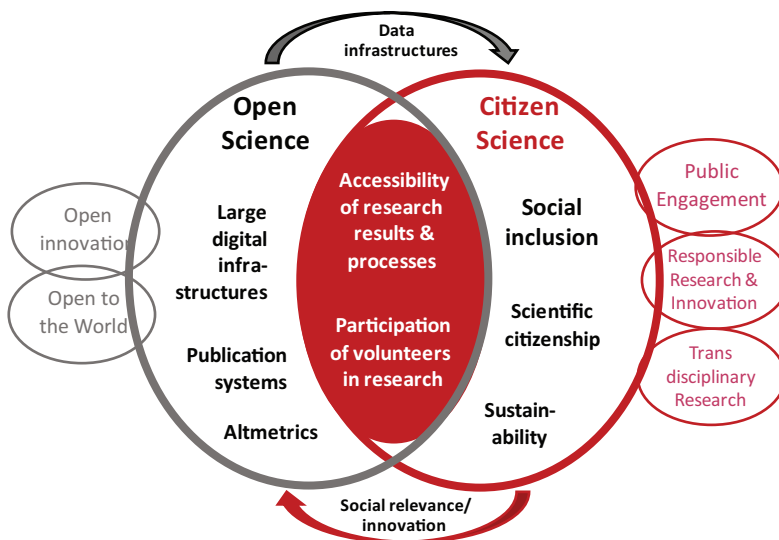 Data
infrastructures
Open
Science
Citizen
Science
Accessibility
of research
results &
processes
Participation
of volunteers
in research
Large
digital
infra-
structures
Publication
systems
Altmetrics
Social
inclusion
Scientific
citizenship
Sustain-
ability
Open
innovation
Open to
the World
Public
Engagement
Responsible
Research &
Innovation
Trans
disciplinary
Research
Social relevance/
innovation